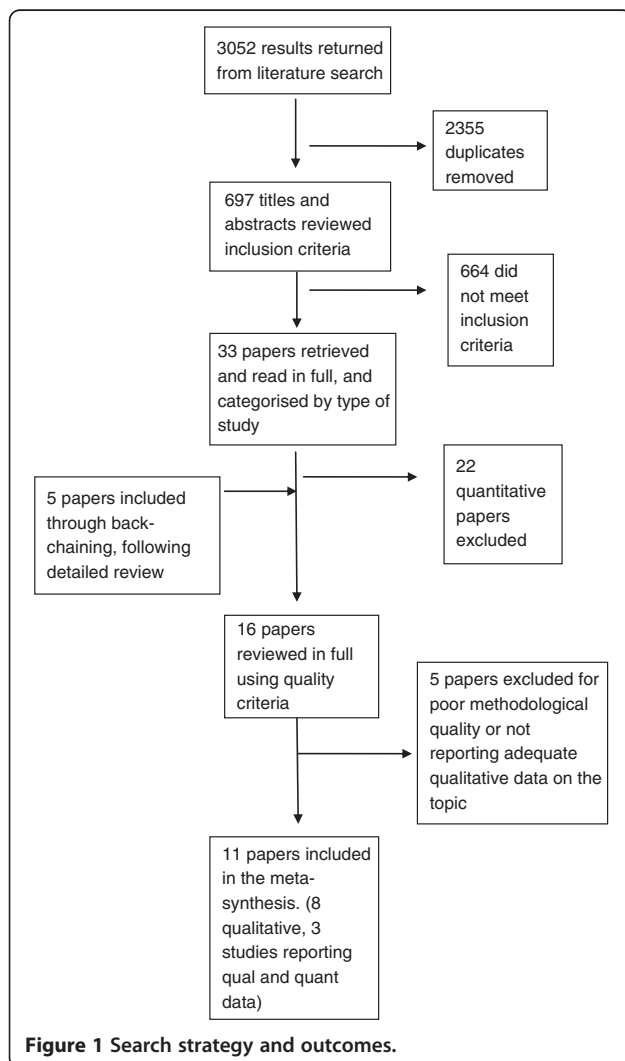 3052 results returned
from literature search
2355
duplicates
removed
697 titles and
abstracts reviewed
inclusion criteria
664 did
not meet
inclusion
criteria
33 papers retrieved
and read in full, and
categorised by type of
study
22
quantitative
papers
excluded
5 papers included
through back-
chaining, following
detailed review
16 papers
reviewed in full
using quality
criteria
5 papers excluded for
poor methodological
quality or not
reporting adequate
qualitative data on the
topic
11 papers included
in the meta-
synthesis. (8
qualitative, 3
studies reporting
qual and quant
data)
Figure 1 Search strategy and outcomes.